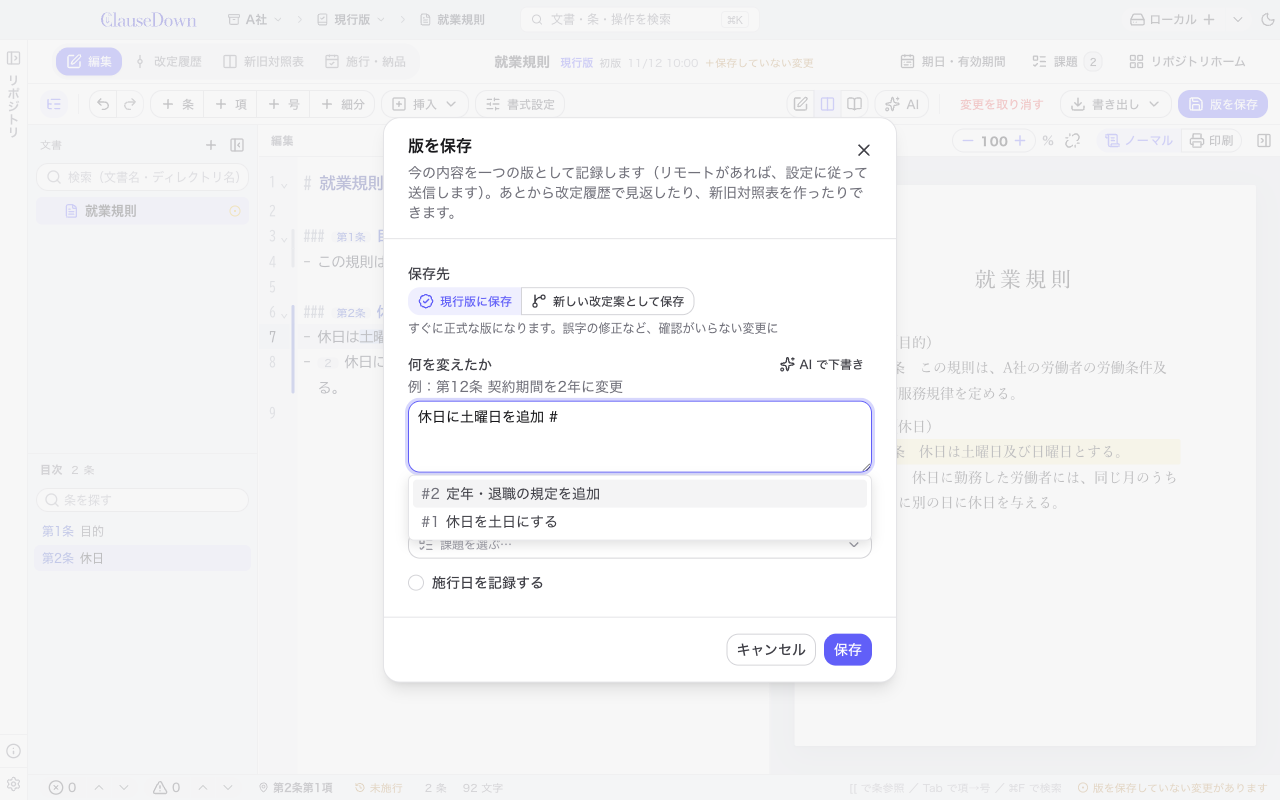 ClauseDown A社 現行版 就業規則 文書・条・操作を検索 ⌘K ローカル
リポジトリ
編集 改定履歴 新旧対照表 施行・納品 就業規則 現行版 初版 11/12 10:00 +保存していない変更 期日・有効期間 課題 2 リポジトリホーム
+ 条 + 項 + 号 + 細分 挿入 書式設定 AI 変更を取り消す 書き出し 版を保存
文書
検索（文書名・ディレクトリ名）
就業規則
目次 2 条
条を探す
第1条 目的
第2条 休日
編集
1 # 就業規則
2
3 ### 第1条
4 - この規則は
5
6 ### 第2条
7 - 休日は土曜
8 - 2 休日に
る。
9
版を保存
今の内容を一つの版として記録します（リモートがあれば、設定に従って
送信します）。あとから改定履歴で見返したり、新旧対照表を作ったりで
きます。
保存先
現行版に保存 新しい改定案として保存
すぐに正式な版になります。誤字の修正など、確認がいらない変更に
何を変えたか AI で下書き
例：第12条 契約期間を2年に変更
休日に土曜日を追加 #
#2 定年・退職の規定を追加
#1 休日を土日にする
課題を選ぶ…
施行日を記録する
キャンセル 保存
100 % ノーマル 印刷
就業規則
目的）
条 この規則は、A社の労働者の労働条件及
服務規律を定める。
休日）
条 休日は土曜日及び日曜日とする。
休日に勤務した労働者には、同じ月のうち
に別の日に休日を与える。
0 0 第2条第1項 未施行 2 条 92 文字 [[ で条参照 ／ Tab で項→号 ／ ⌘F で検索 版を保存していない変更があります